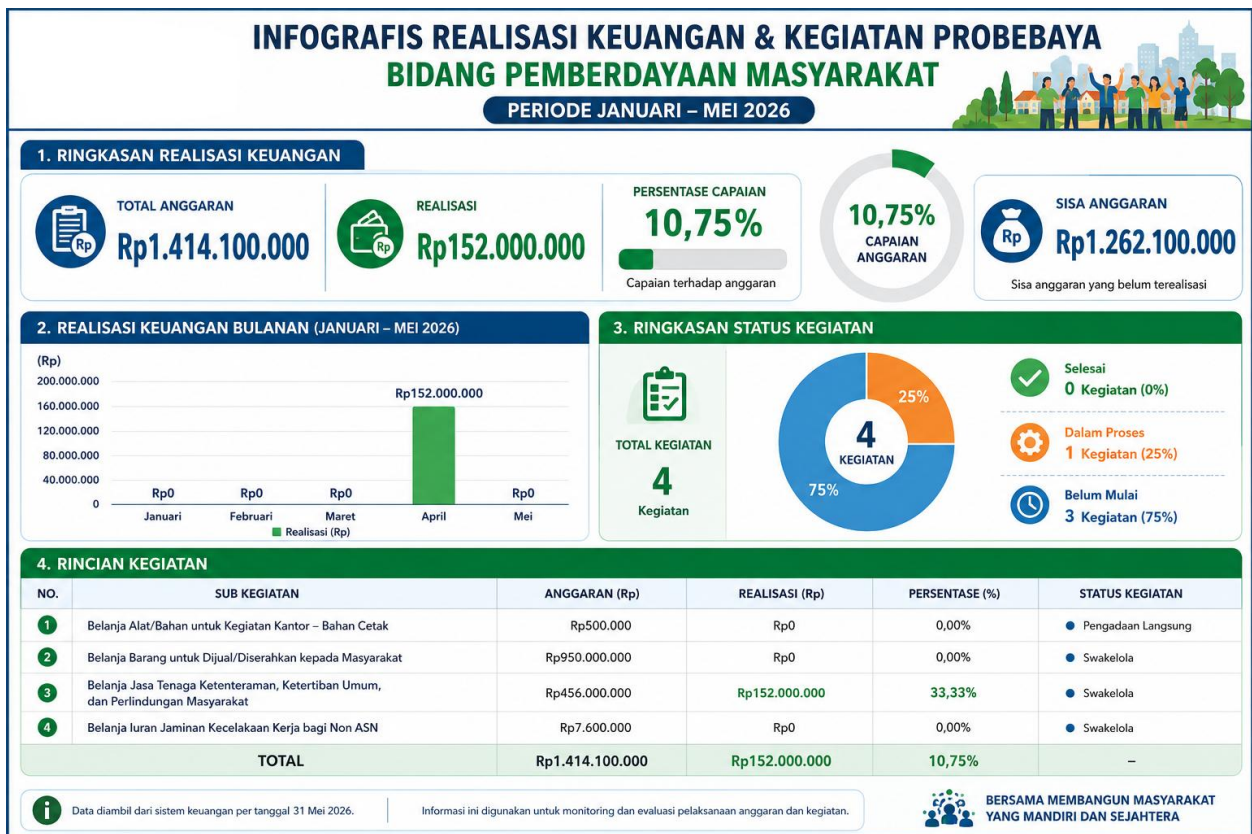 INFOGRAFIS REALISASI KEUANGAN & KEGIATAN PROBEBAYA
BIDANG PEMBERDAYAAN MASYARAKAT
PERIODE JANUARI – MEI 2026
1. RINGKASAN REALISASI KEUANGAN
TOTAL ANGGARAN
Rp
Rp1.414.100.000
REALISASI
Rp
Rp152.000.000
PERSENTASE CAPAIAN
10,75%
Capaian terhadap anggaran
10,75%
CAPAIAN
ANGGARAN
Rp
SISA ANGGARAN
Rp1.262.100.000
Sisa anggaran yang belum terealisasi
2. REALISASI KEUANGAN BULANAN (JANUARI – MEI 2026)
(Rp)
200.000.000
160.000.000
120.000.000
80.000.000
40.000.000
0
Rp0
Rp0
Rp0
Rp152.000.000
Rp0
Januari
Februari
Maret
April
Mei
Realisasi (Rp)
3. RINGKASAN STATUS KEGIATAN
TOTAL KEGIATAN
4
Kegiatan
25%
75%
4
KEGIATAN
Selesai
0 Kegiatan (0%)
Dalam Proses
1 Kegiatan (25%)
Belum Mulai
3 Kegiatan (75%)
4. RINCIAN KEGIATAN
NO. SUB KEGIATAN ANGGARAN (Rp) REALISASI (Rp) PERSENTASE (%) STATUS KEGIATAN
1 Belanja Alat/Bahan untuk Kegiatan Kantor – Bahan Cetak Rp500.000 Rp0 0,00% Pengadaan Langsung
2 Belanja Barang untuk Dijual/Diserahkan kepada Masyarakat Rp950.000.000 Rp0 0,00% Swakelola
3 Belanja Jasa Tenaga Ketenteraman, Ketertiban Umum,
dan Perlindungan Masyarakat Rp456.000.000 Rp152.000.000 33,33% Swakelola
4 Belanja Iuran Jaminan Kecelakaan Kerja bagi Non ASN Rp7.600.000 Rp0 0,00% Swakelola
TOTAL Rp1.414.100.000 Rp152.000.000 10,75% –
i
Data diambil dari sistem keuangan per tanggal 31 Mei 2026.
Informasi ini digunakan untuk monitoring dan evaluasi pelaksanaan anggaran dan kegiatan.
BERSAMA MEMBANGUN MASYARAKAT
YANG MANDIRI DAN SEJAHTERA